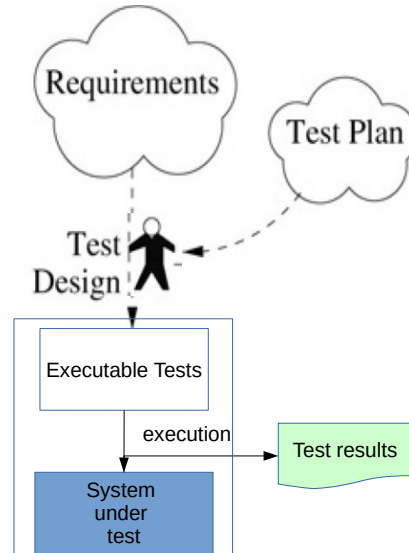 Requirements
Test Plan
Test
Design
Executable Tests
execution
Test results
System
under
test